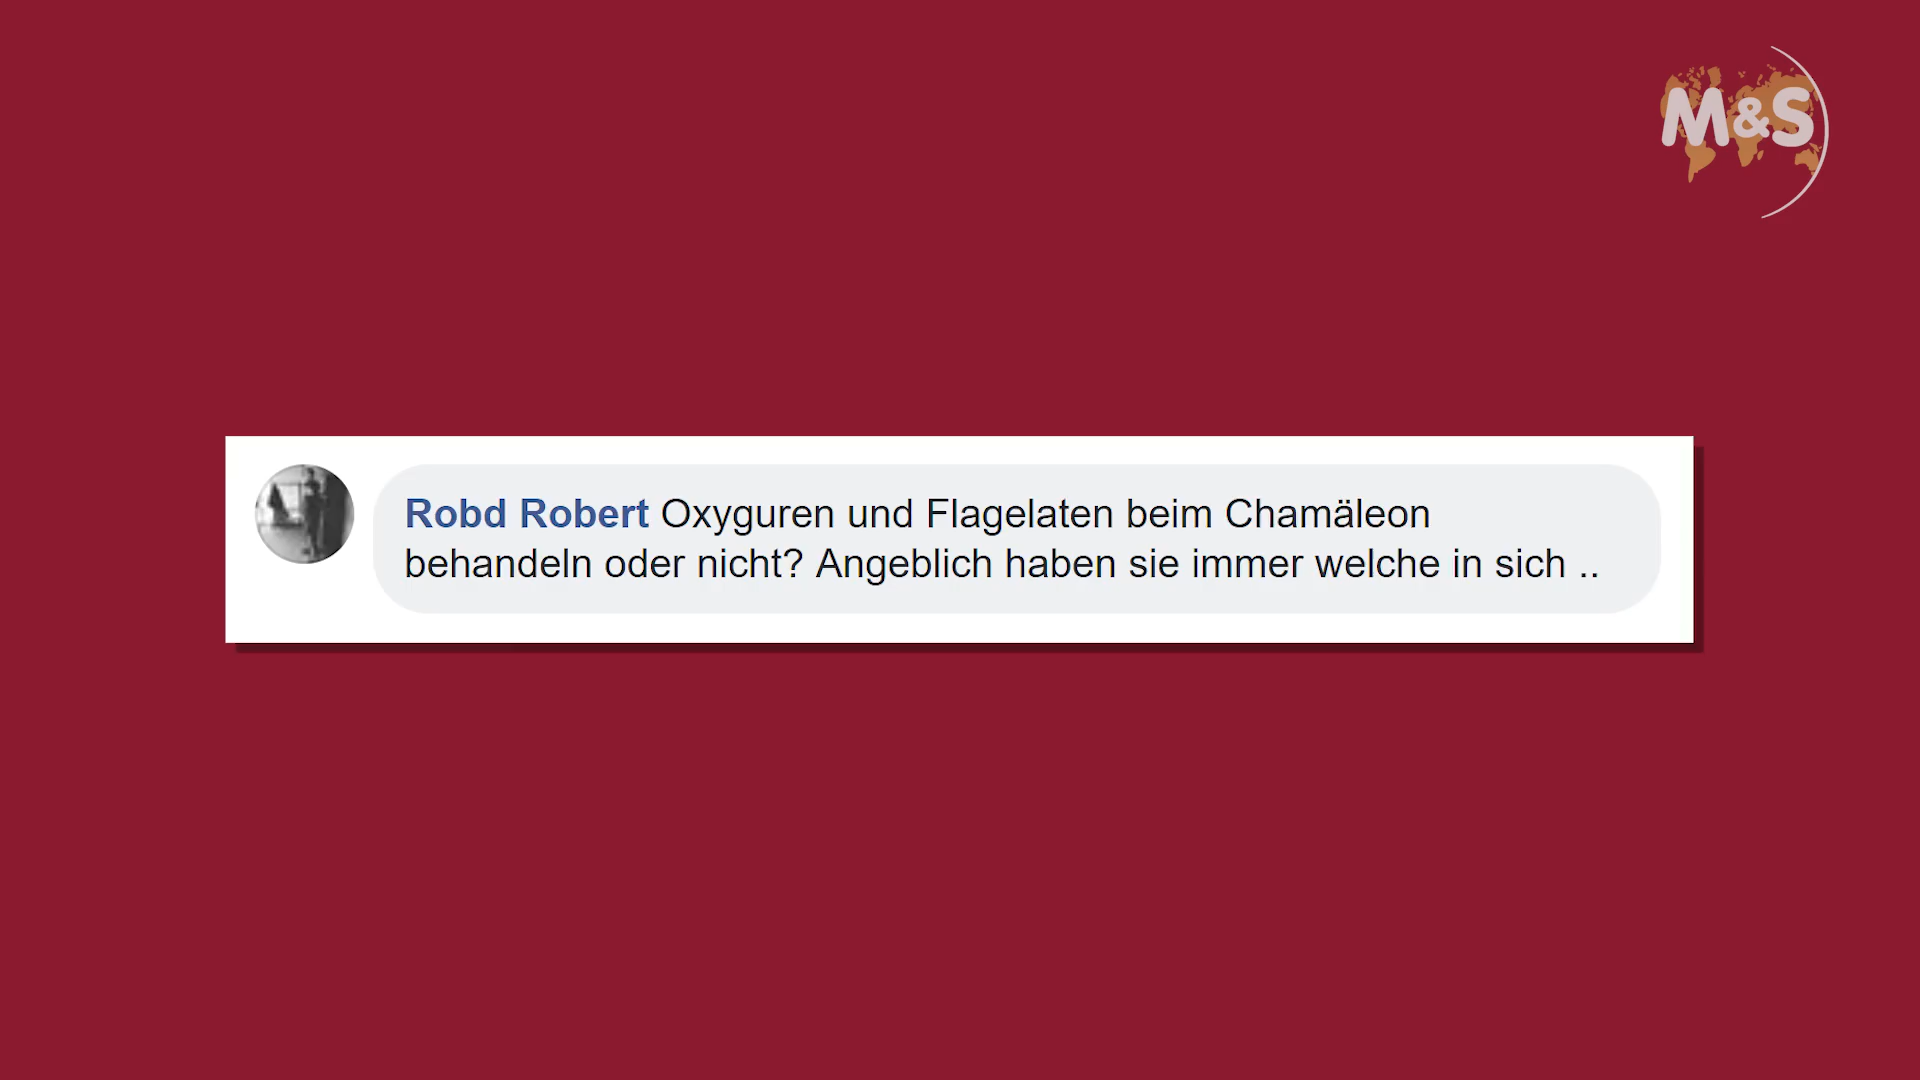 M&S
Robd Robert Oxyguren und Flagelaten beim Chamäleon
behandeln oder nicht? Angeblich haben sie immer welche in sich ..